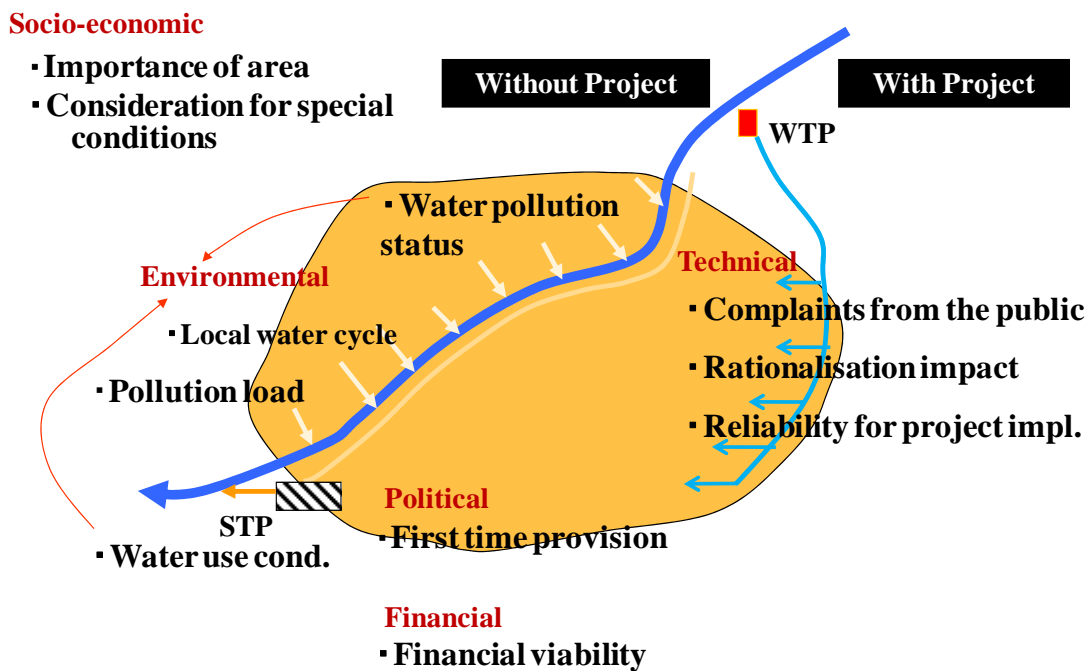 Socio-economic
・Importance of area
・Consideration for special
conditions
Without Project
With Project
WTP
・Water pollution
status
Environmental
Technical
・Local water cycle
・Complaints from the public
・Pollution load
・Rationalisation impact
・Reliability for project impl.
Political
STP
・First time provision
・Water use cond.
Financial
・Financial viability